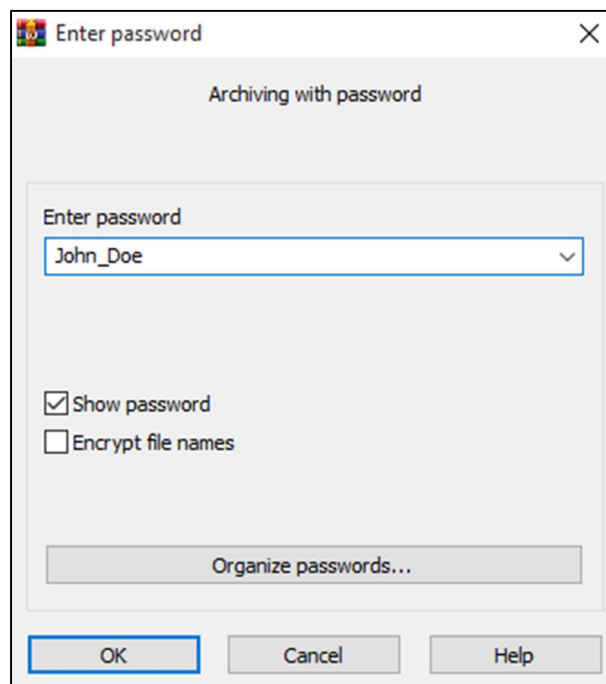 Enter password
Archiving with password
Enter password
John_Doe
Show password
Encrypt file names
Organize passwords...
OK Cancel Help